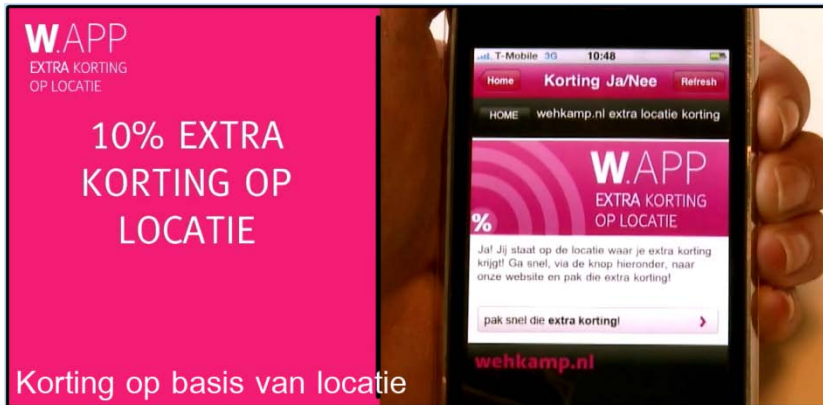 W.APP
EXTRA KORTING
OP LOCATIE
10% EXTRA
KORTING OP
LOCATIE
Korting op basis van locatie
T-Mobile 3G 10:48
Home Korting Ja/Nee Refresh
HOME wehkamp.nl extra locatie korting
W.APP
EXTRA KORTING
OP LOCATIE
%
Ja! Jij staat op de locatie waar je extra korting
krijgt! Ga snel, via de knop hieronder, naar
onze website en pak die extra korting!
pak snel die extra korting!
wehkamp.nl